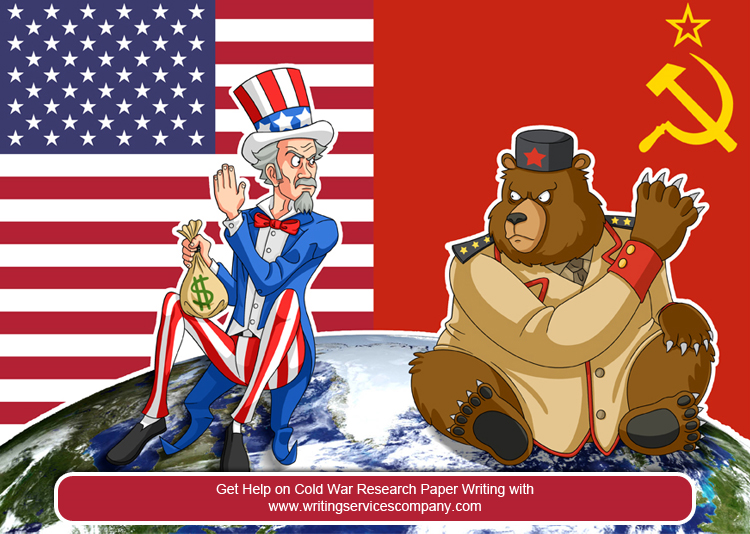 $
Get Help on Cold War Research Paper Writing with
www.writingservicescompany.com